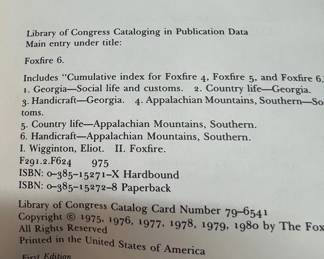 Library of Congress Cataloging in Publication Data
Main entry under title:
Foxfire 6.
Includes "Cumulative index for Foxfire 4, Foxfire 5, and Foxfire 6,
1. Georgia—Social life and customs. 2. Country life—Georgia.
3. Handicraft—Georgia. 4. Appalachian Mountains, Southern—So
toms.
5. Country life—Appalachian Mountains, Southern.
6. Handicraft—Appalachian Mountains, Southern.
I. Wigginton, Eliot. II. Foxfire.
F291.2.F624 975
ISBN: 0-385-15271-X Hardbound
ISBN: 0-385-15272-8 Paperback
Library of Congress Catalog Card Number 79-6541
Copyright © 1975, 1976, 1977, 1978, 1979, 1980 by The Fox
All Rights Reserved
Printed in the United States of America
First Edition